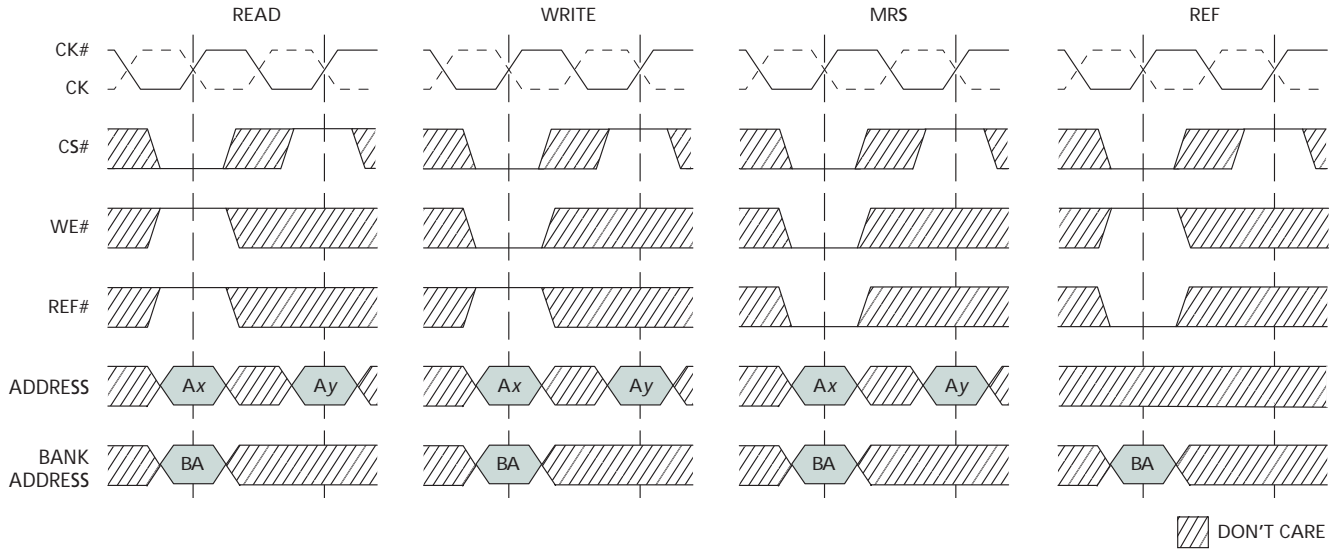 READ WRITE MRS REF
CK#
CK
CS#
WE#
REF#
ADDRESS Ax Ay Ax Ay Ax Ay
BANK
ADDRESS
BA BA BA BA
DON'T CARE